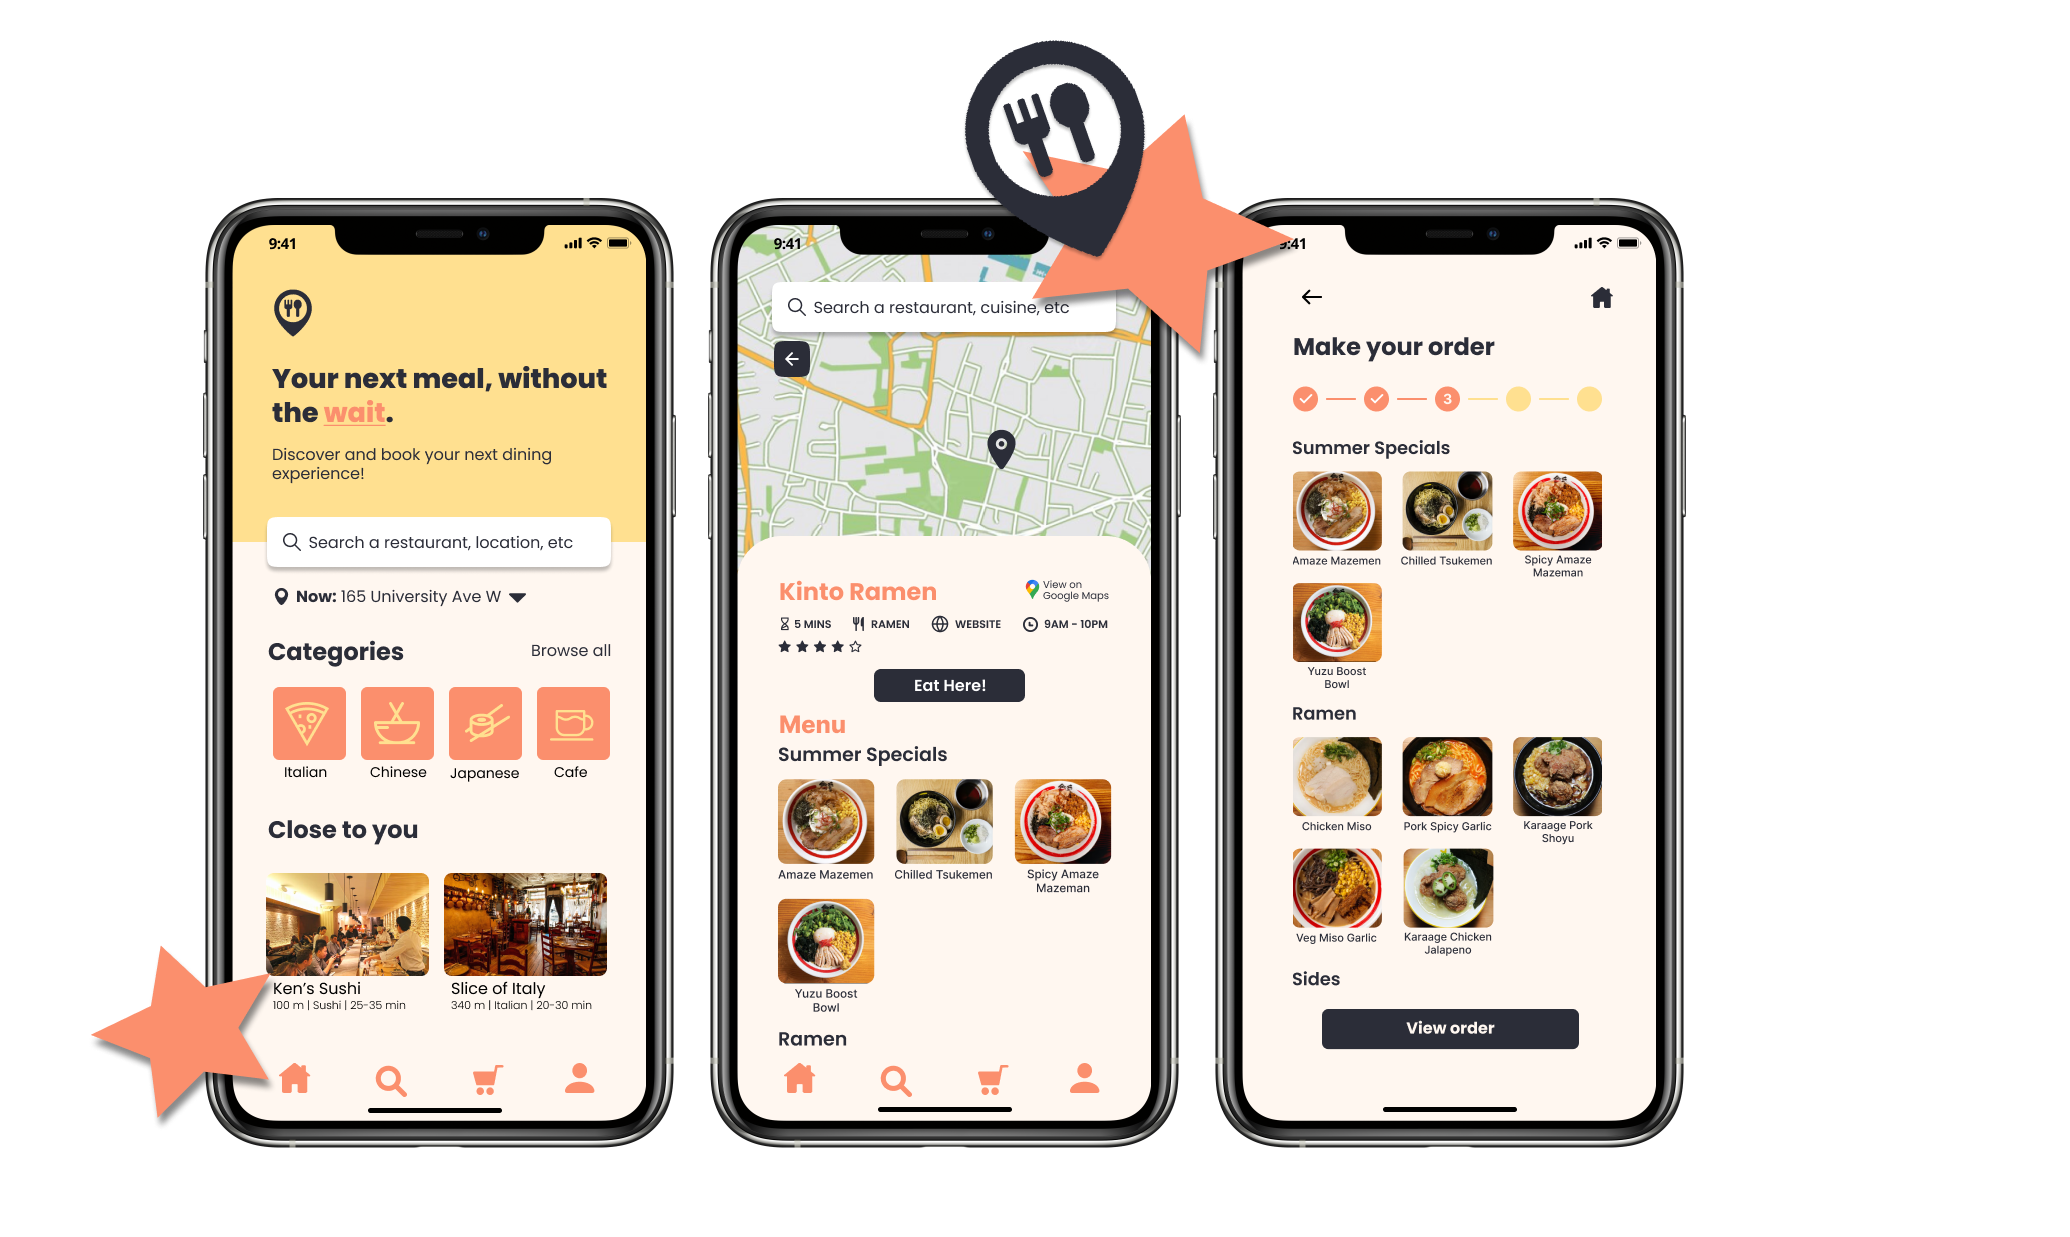 9:41
Your next meal, without
the wait.
Discover and book your next dining
experience!
Search a restaurant, location, etc
Now: 165 University Ave W
Categories
Browse all
Italian
Chinese
Japanese
Cafe
Close to you
Ken's Sushi
100 m | Sushi | 25-35 min
Slice of Italy
340 m | Italian | 20-30 min
9:41
Search a restaurant, cuisine, etc
Kinto Ramen
View on
Google Maps
5 MINS
RAMEN
WEBSITE
9AM - 10PM
Eat Here!
Menu
Summer Specials
Amaze Mazemen
Chilled Tsukemen
Spicy Amaze
Mazeman
Yuzu Boost
Bowl
Ramen
9:41
Make your order
3
Summer Specials
Amaze Mazemen
Chilled Tsukemen
Spicy Amaze
Mazeman
Yuzu Boost
Bowl
Ramen
Chicken Miso
Pork Spicy Garlic
Karaage Pork
Shoyu
Veg Miso Garlic
Karaage Chicken
Jalapeno
Sides
View order